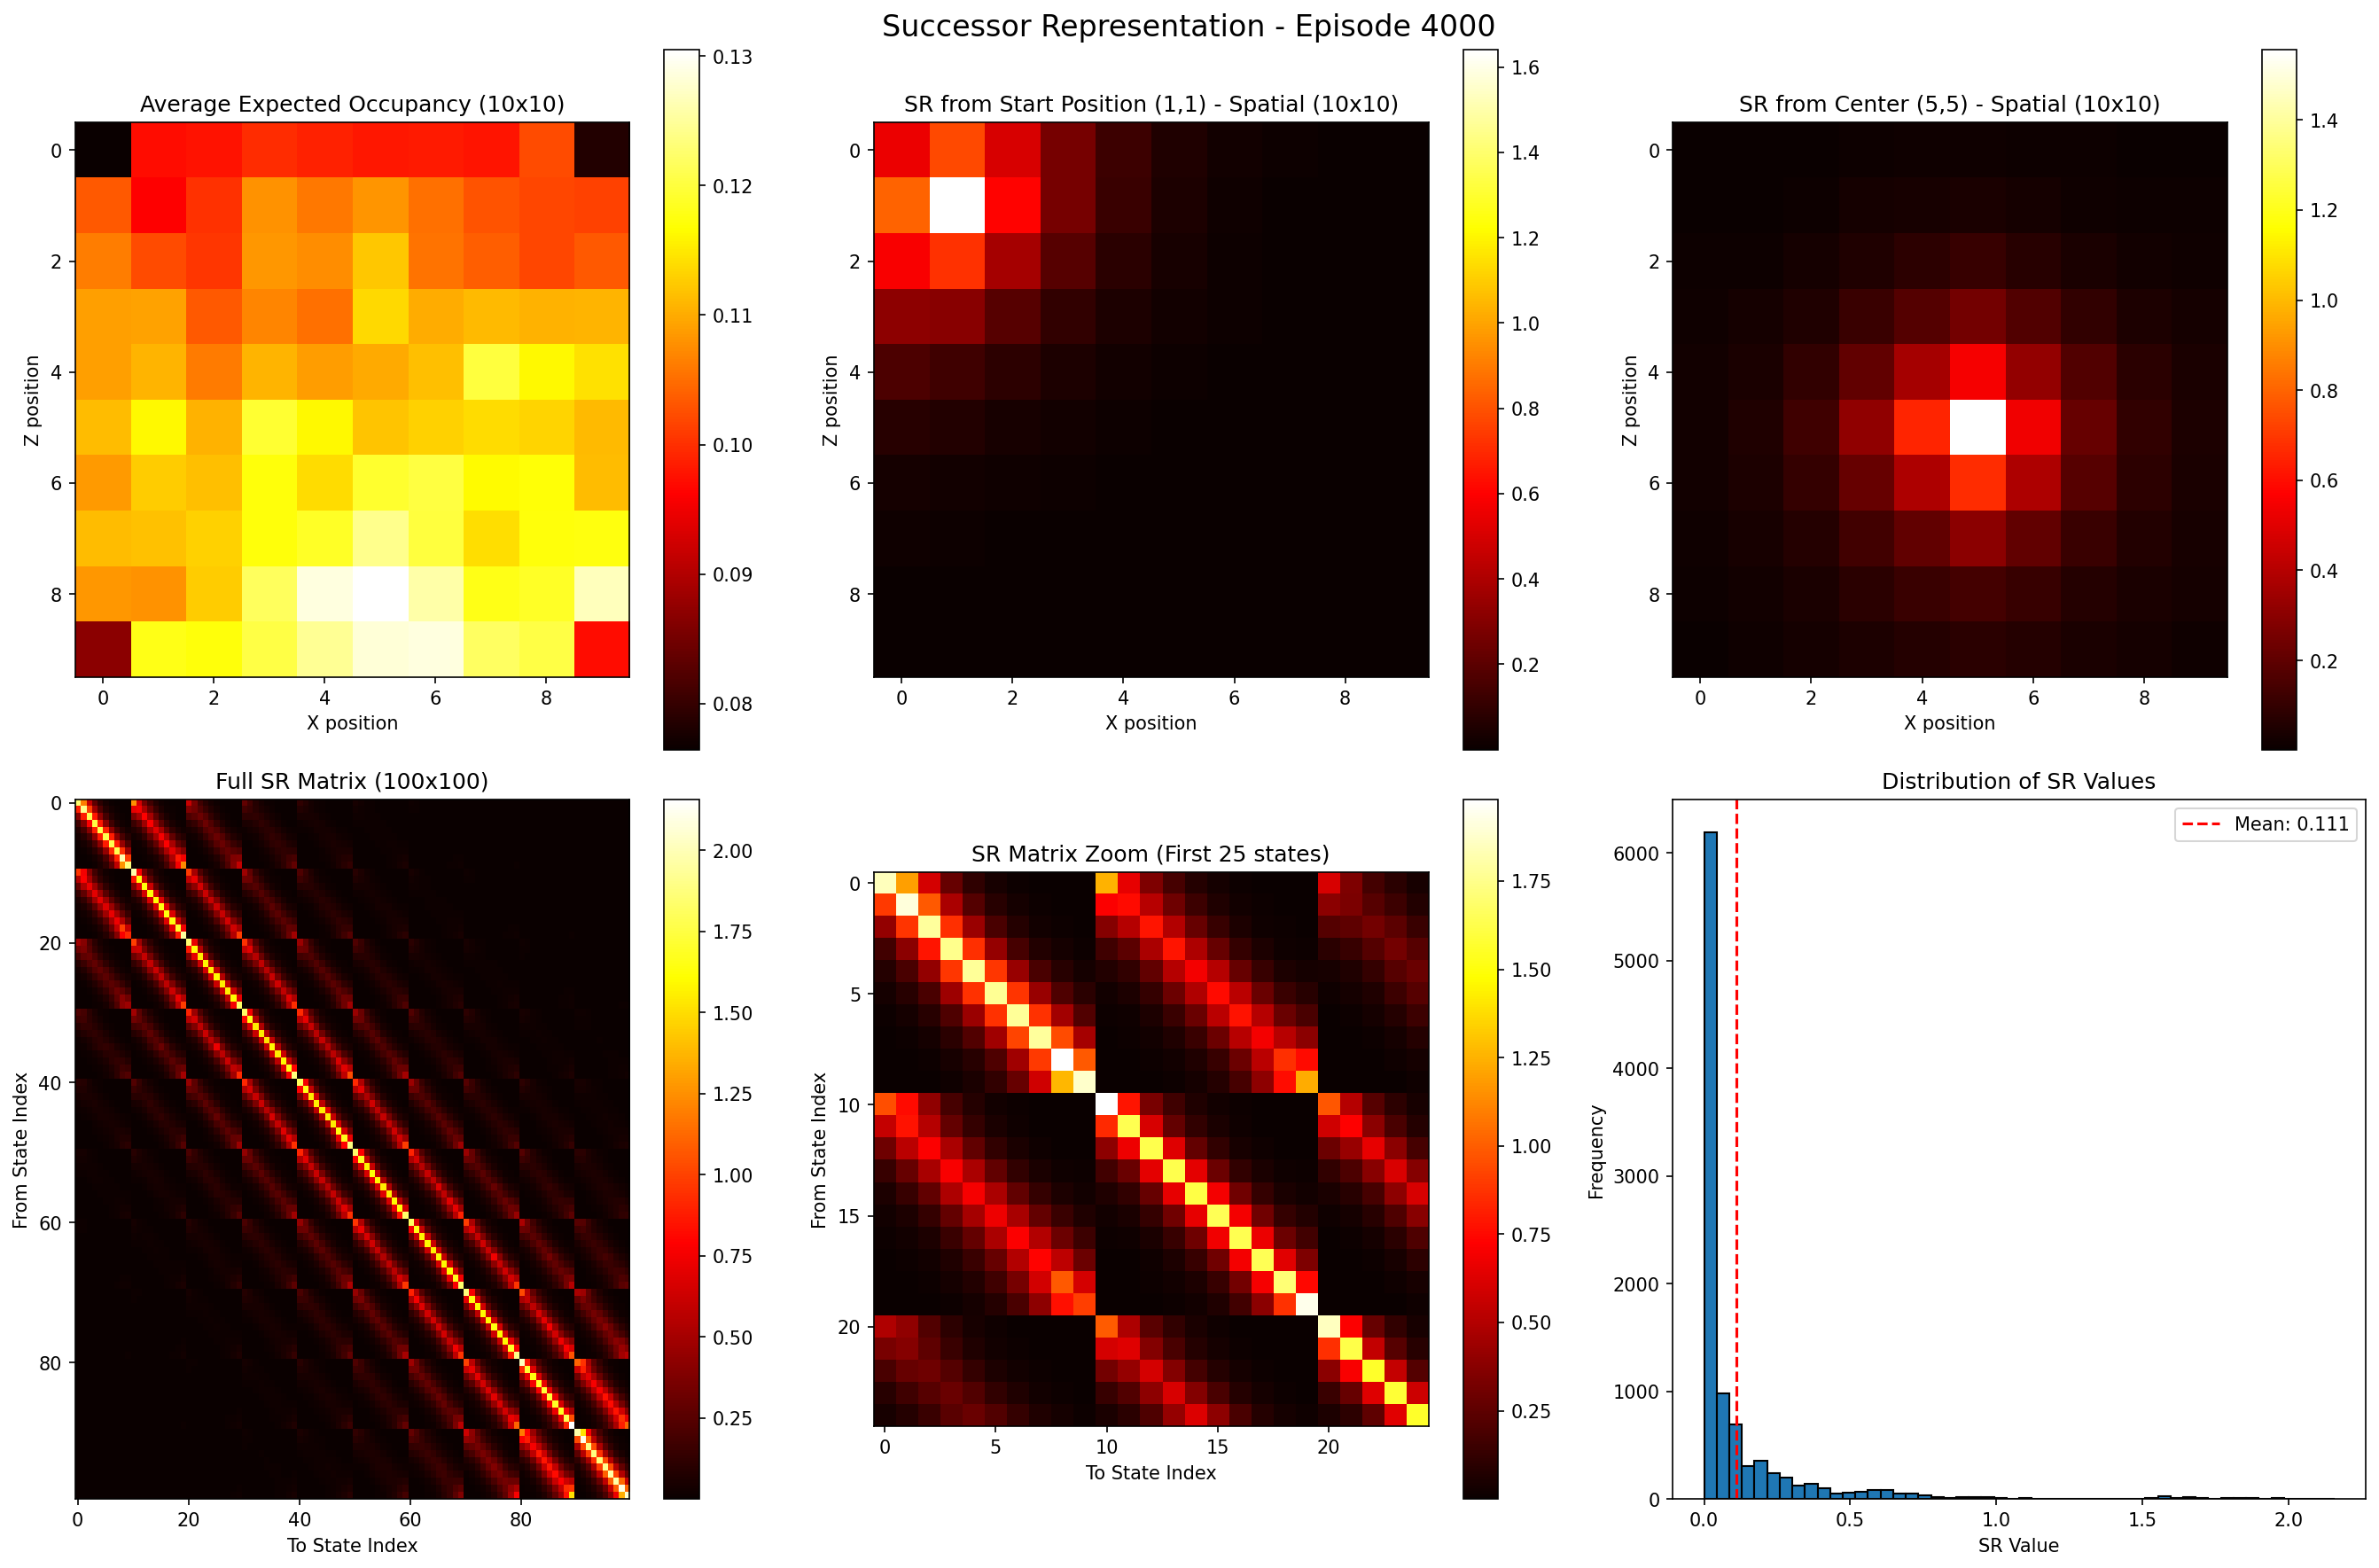 Successor Representation - Episode 4000
Average Expected Occupancy (10x10)
0
2
4
6
8
Z position
0 2 4 6 8
X position
0.13
0.12
0.11
0.10
0.09
0.08
SR from Start Position (1,1) - Spatial (10x10)
0
2
4
6
8
Z position
0 2 4 6 8
X position
1.6
1.4
1.2
1.0
0.8
0.6
0.4
0.2
SR from Center (5,5) - Spatial (10x10)
0
2
4
6
8
Z position
0 2 4 6 8
X position
1.4
1.2
1.0
0.8
0.6
0.4
0.2
Full SR Matrix (100x100)
0
20
40
60
80
From State Index
0 20 40 60 80
To State Index
2.00
1.75
1.50
1.25
1.00
0.75
0.50
0.25
SR Matrix Zoom (First 25 states)
0
5
10
15
20
From State Index
0 5 10 15 20
To State Index
1.75
1.50
1.25
1.00
0.75
0.50
0.25
Distribution of SR Values
Mean: 0.111
6000
5000
4000
3000
2000
1000
0
Frequency
0.0 0.5 1.0 1.5 2.0
SR Value